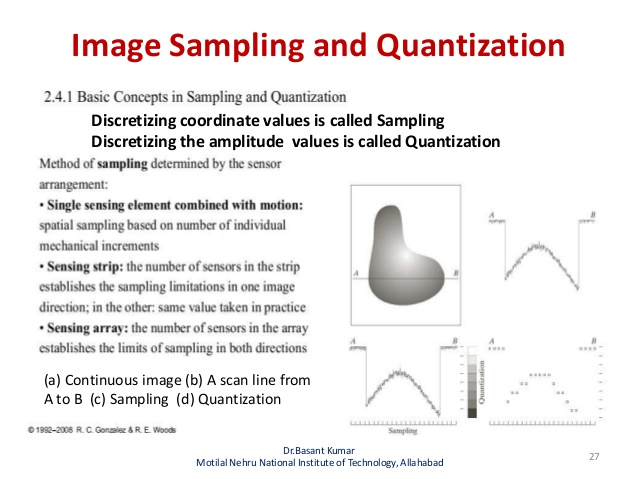 Image Sampling and Quantization
2.4.1 Basic Concepts in Sampling and Quantization
Discretizing coordinate values is called Sampling
Discretizing the amplitude values is called Quantization
Method of sampling determined by the sensor
arrangement:
• Single sensing element combined with motion:
spatial sampling based on number of individual
mechanical increments
• Sensing strip: the number of sensors in the strip
establishes the sampling limitations in one image
direction; in the other: same value taken in practice
• Sensing array: the number of sensors in the array
establishes the limits of sampling in both directions
A B
A B
A B
A B
Quantization
Sampling
(a) Continuous image (b) A scan line from
A to B (c) Sampling (d) Quantization
© 1992–2008 R. C. Gonzalez & R. E. Woods
Dr.Basant Kumar
Motilal Nehru National Institute of Technology, Allahabad
27